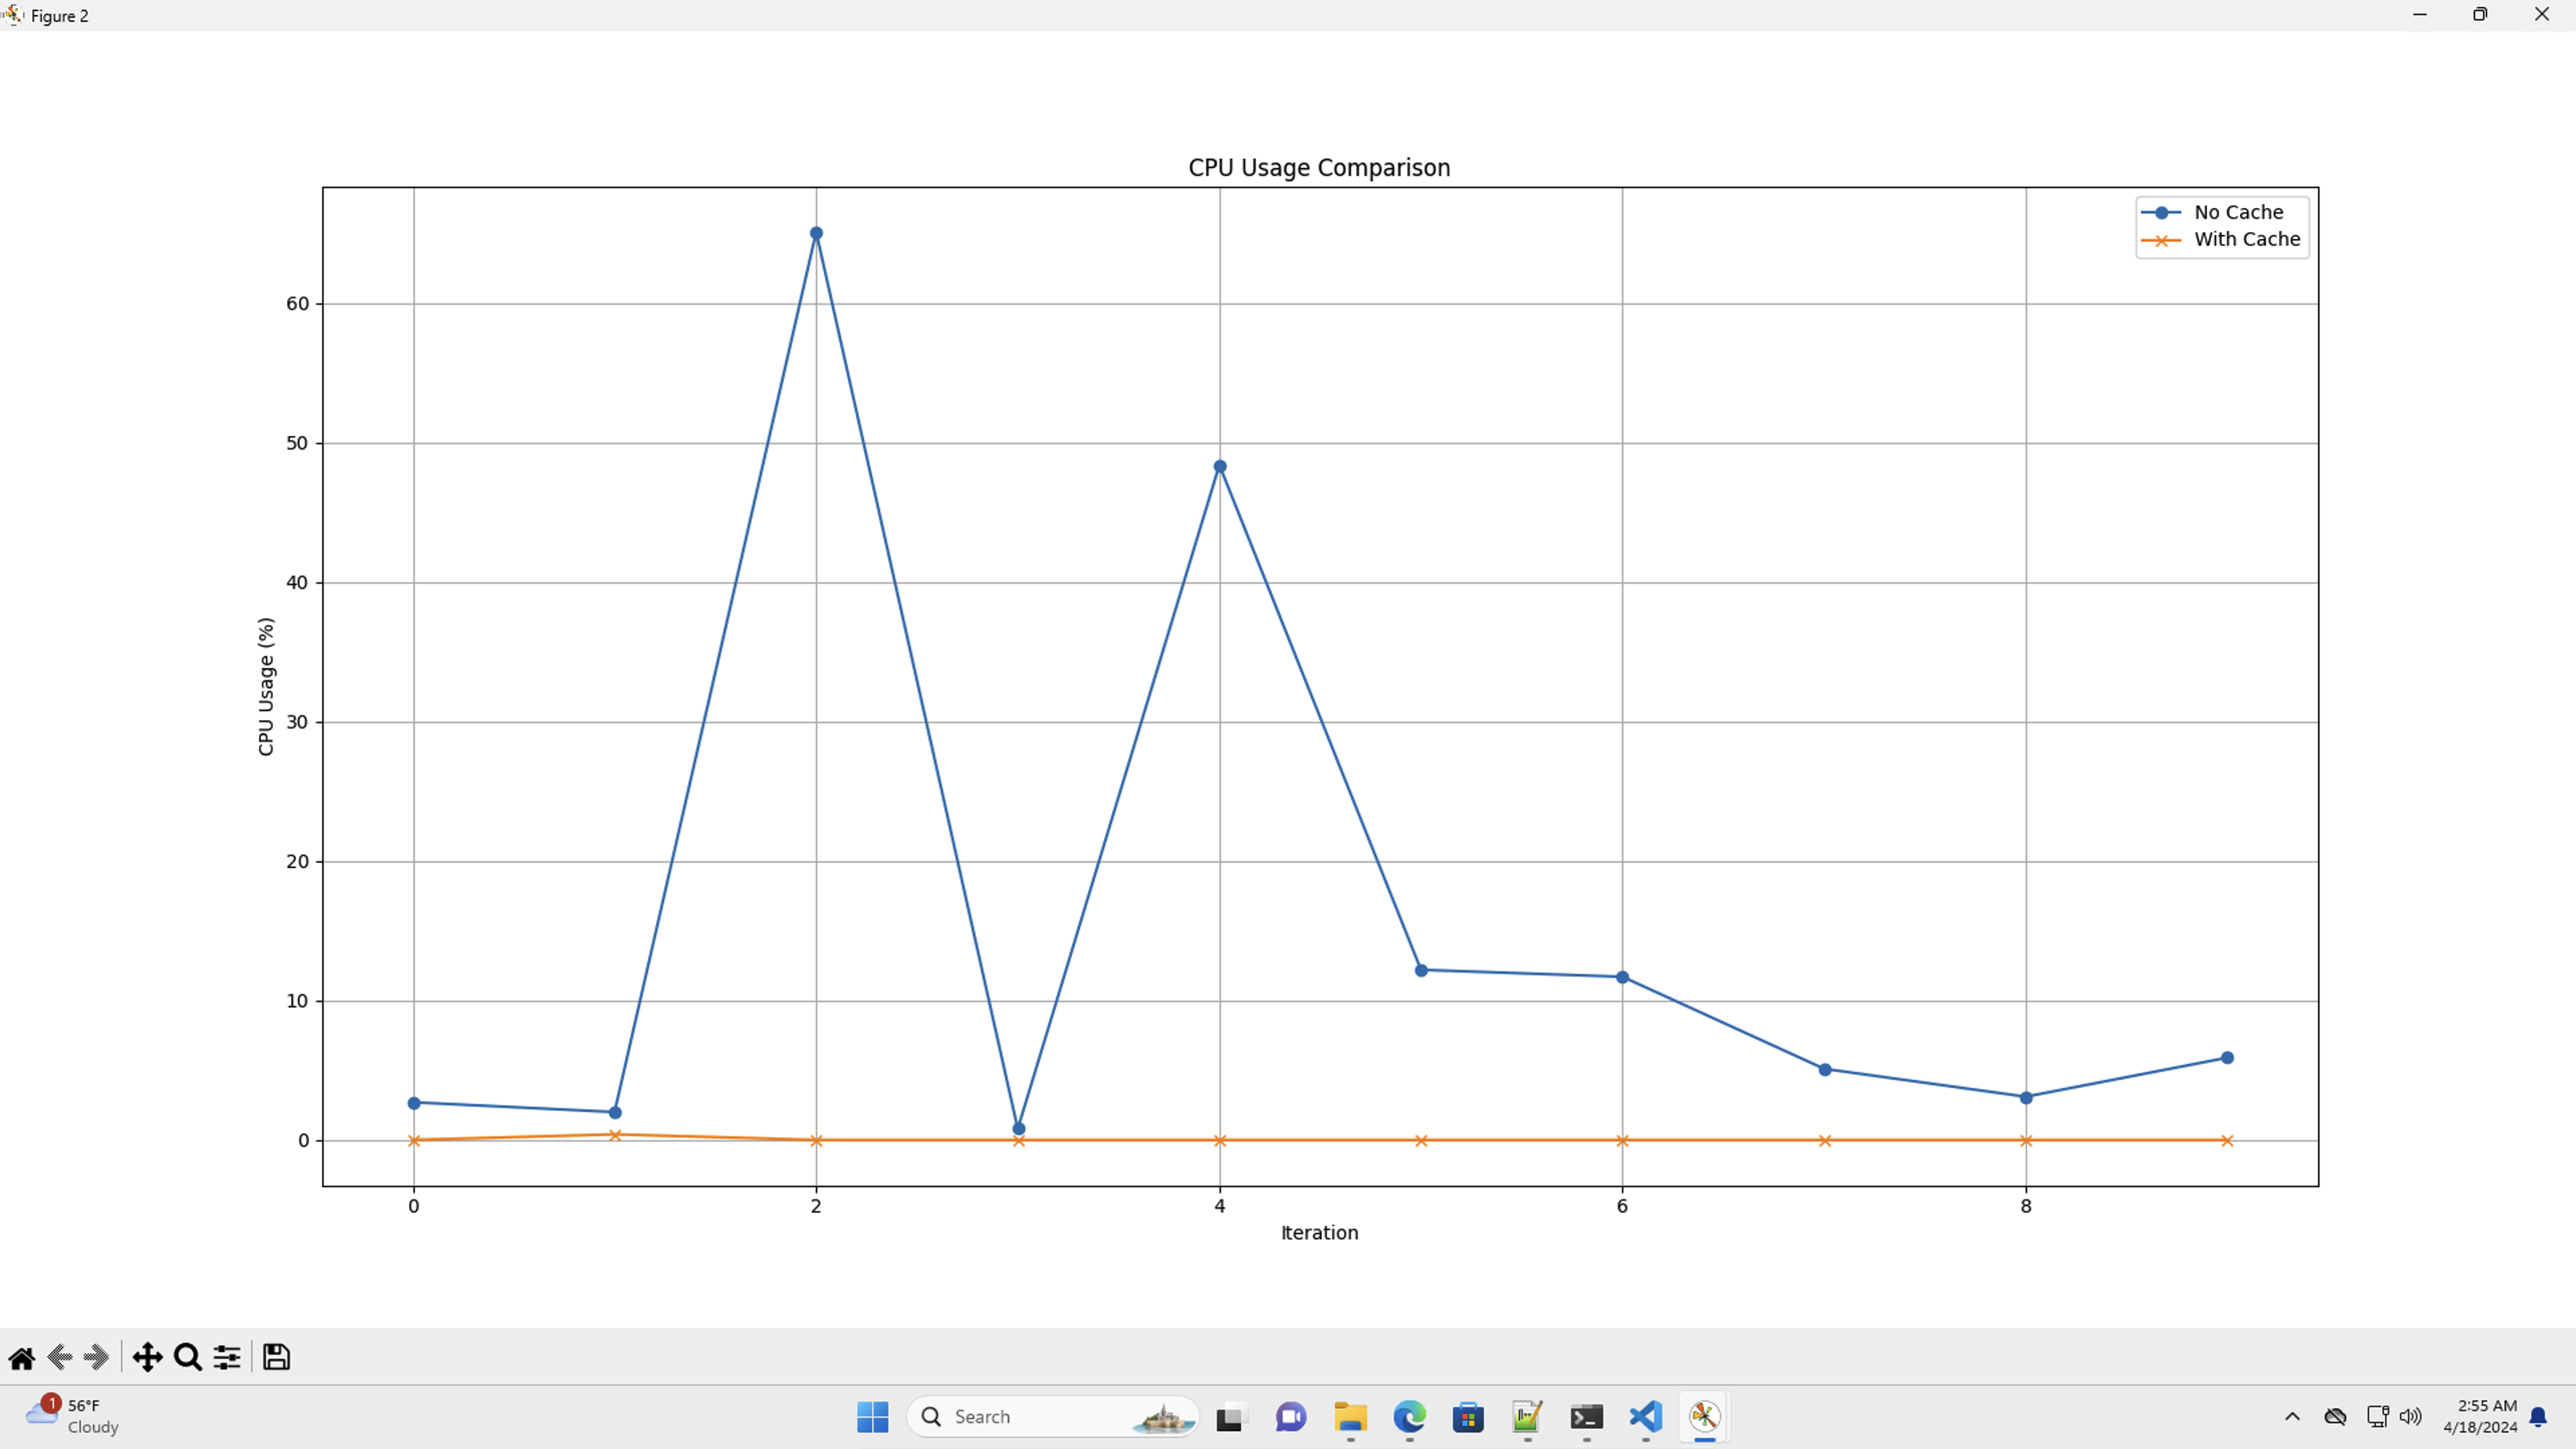 Figure 2
CPU Usage Comparison
No Cache
With Cache
60
50
40
30
20
10
0
CPU Usage (%)
0 2 4 6 8
Iteration
1
56°F
Cloudy
Search
2:55 AM
4/18/2024